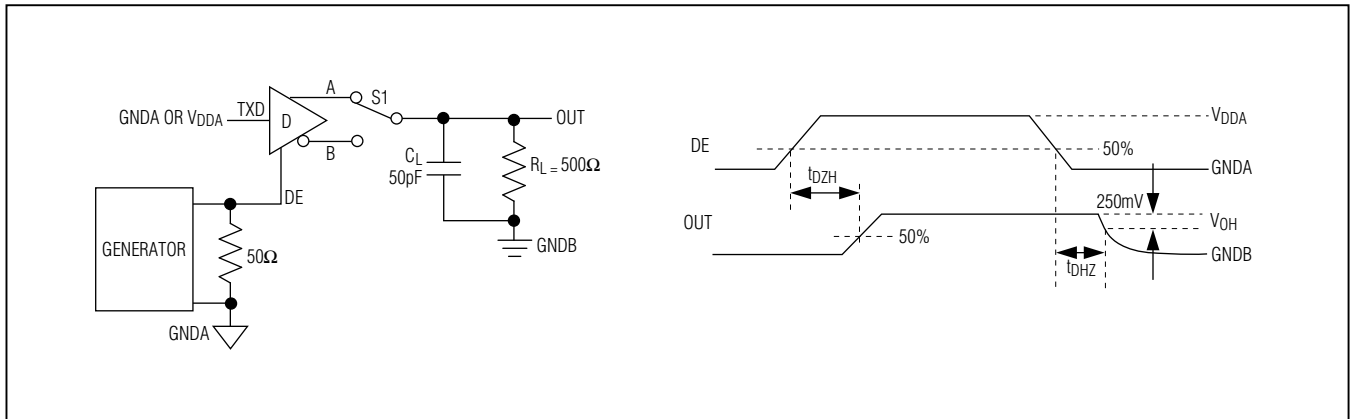 A
S1
GNDA OR VDDA
TXD
D
OUT
B
CL
50pF
RL = 500Ω
DE
GENERATOR
50Ω
GNDB
GNDA
VDDA
DE
50%
GNDA
tDZH
250mV
OUT
VOH
50%
GNDB
tDHZ